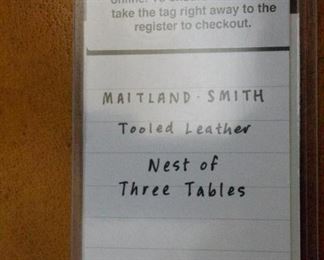 take the tag right away to the
register to checkout.
MAITLAND-SMITH
Tooled Leather
Nest of
Three Tables